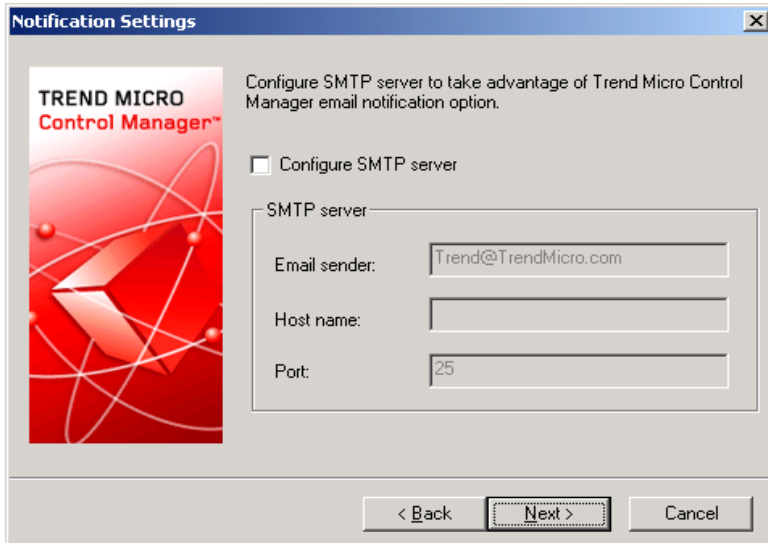 Notification Settings
TREND MICRO
Control Manager™
Configure SMTP server to take advantage of Trend Micro Control
Manager email notification option.
Configure SMTP server
SMTP server
Email sender:
Trend@TrendMicro.com
Host name:
Port:
25
< Back
Next >
Cancel